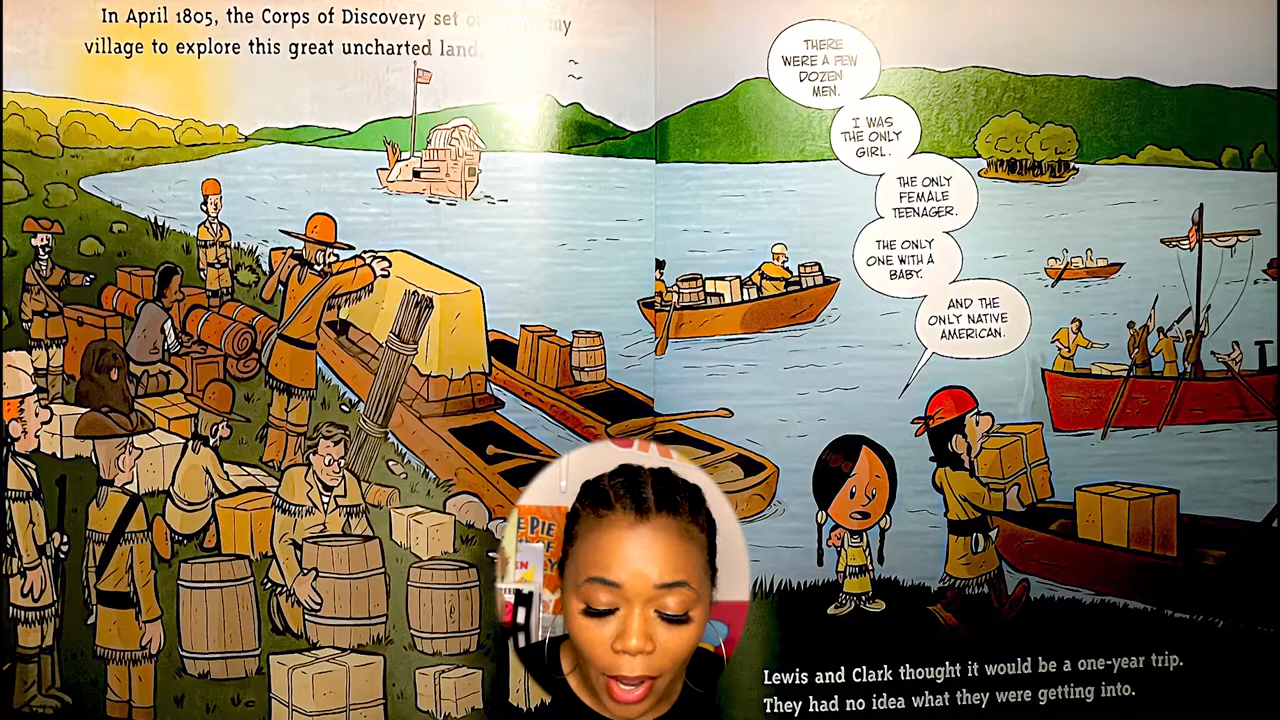 In April 1805, the Corps of Discovery set my
village to explore this great uncharted land
THERE
WERE A FEW
DOZEN
MEN.
I WAS
THE ONLY
GIRL.
THE ONLY
FEMALE
TEENAGER.
THE ONLY
ONE WITH A
BABY.
AND THE
ONLY NATIVE
AMERICAN.
PIE
OF
Lewis and Clark thought it would be a one-year trip.
They had no idea what they were getting into.